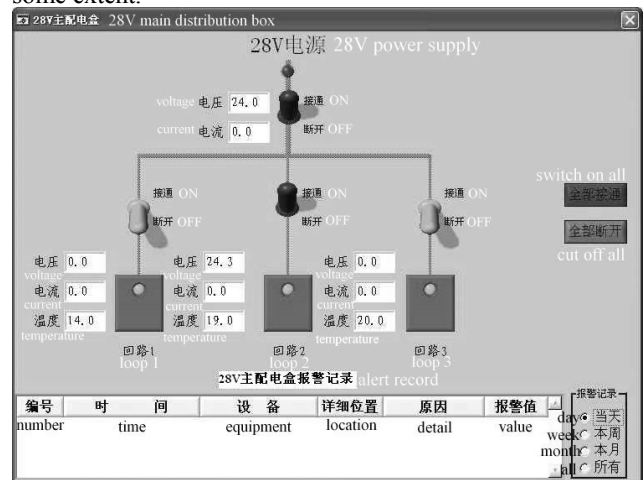 some extent.
28V主配电盒 28V main distribution box
28V电源 28V power supply
voltage 电压 24.0 接通 ON
current 电流 0.0 断开 OFF
switch on all
全部接通
接通 ON 接通 ON 接通 ON
断开 OFF 断开 OFF 断开 OFF
全部断开
cut off all
电压 0.0 电压 24.3 电压 0.0
voltage voltage voltage
电流 0.0 电流 0.0 电流 0.0
current current current
温度 14.0 温度 19.0 温度 20.0
temperature temperature temperature
回路1 回路2 回路3
loop 1 loop 2 loop 3
28V主配电盒报警记录 alert record
报警记录
编号 时 间 设 备 详细位置 原因 报警值
number time equipment location detail value
day 当天
week 本周
month 本月
all 所有